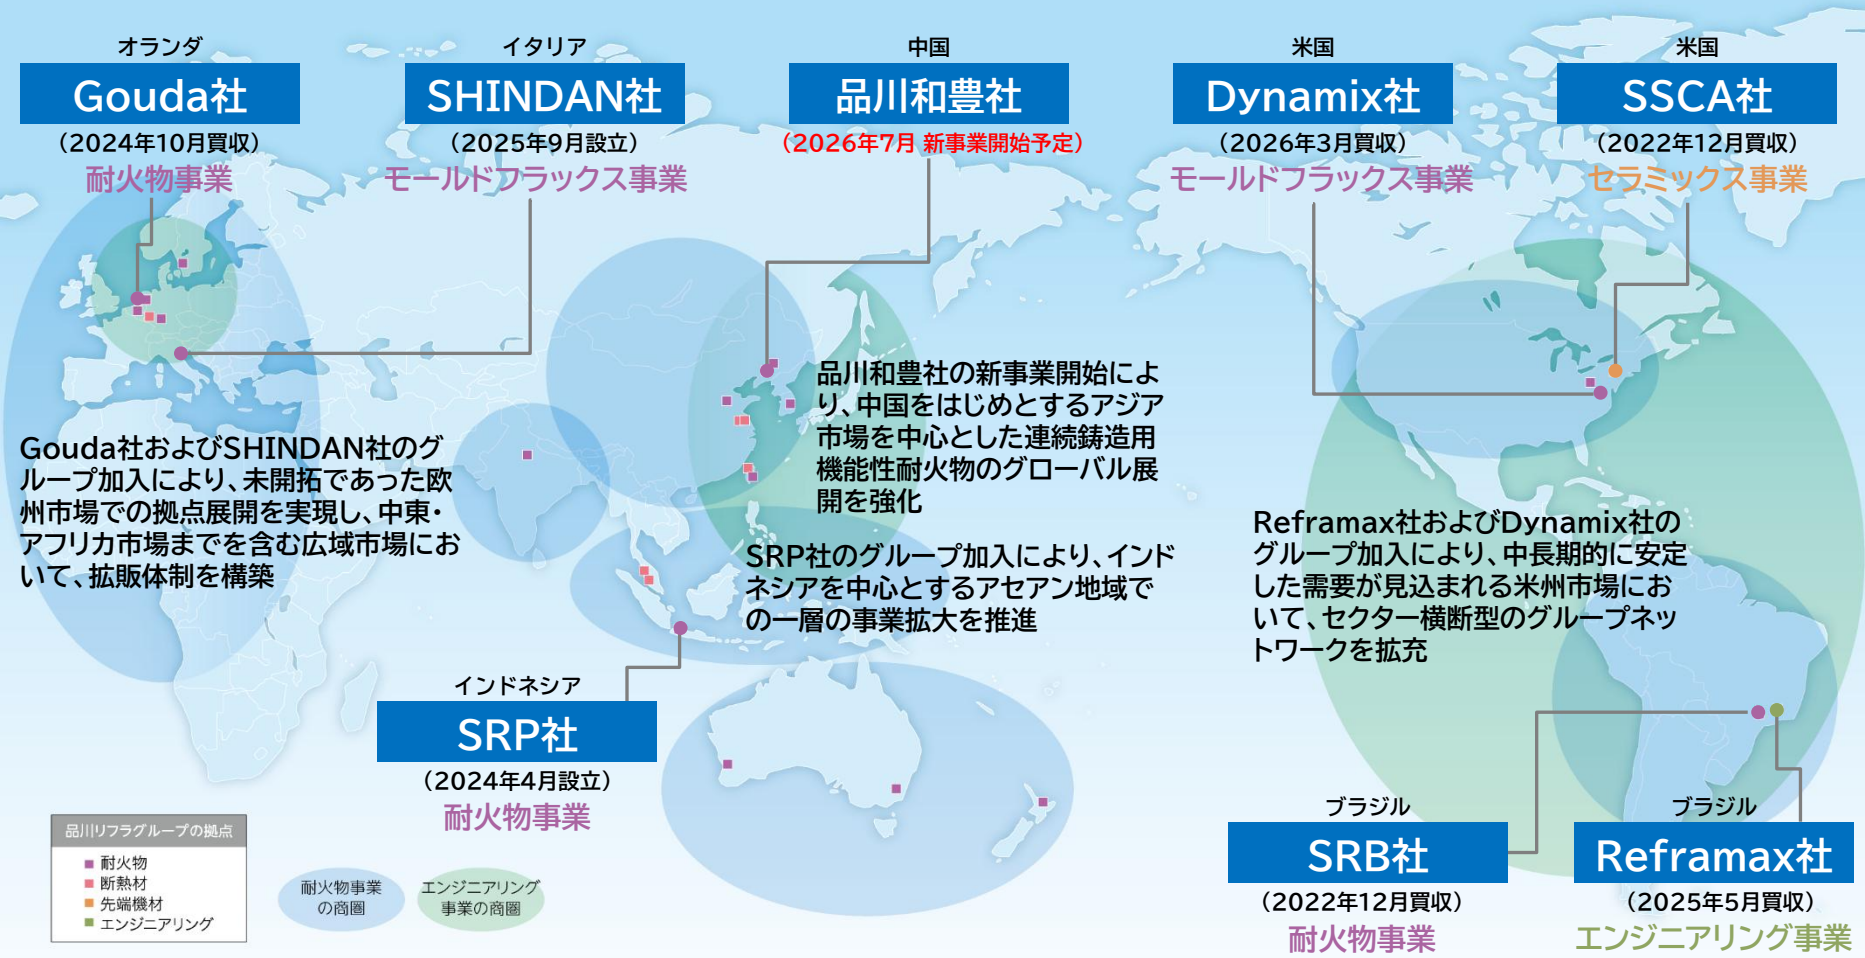 オランダ
Gouda社
(2024年10月買収)
耐火物事業
イタリア
SHINDAN社
(2025年9月設立)
モールドフラックス事業
中国
品川和豊社
(2026年7月 新事業開始予定)
米国
Dynamix社
(2026年3月買収)
モールドフラックス事業
米国
SSCA社
(2022年12月買収)
セラミックス事業
Gouda社およびSHINDAN社のグ
ループ加入により、未開拓であった欧
州市場での拠点展開を実現し、中東・
アフリカ市場までを含む広域市場にお
いて、拡販体制を構築
品川和豊社の新事業開始によ
り、中国をはじめとするアジア
市場を中心とした連続鋳造用
機能性耐火物のグローバル展
開を強化
SRP社のグループ加入により、インド
ネシアを中心とするアセアン地域で
の一層の事業拡大を推進
Reframax社およびDynamix社の
グループ加入により、中長期的に安定
した需要が見込まれる米州市場にお
いて、セクター横断型のグループネッ
トワークを拡充
インドネシア
SRP社
(2024年4月設立)
耐火物事業
ブラジル
SRB社
(2022年12月買収)
耐火物事業
ブラジル
Reframax社
(2025年5月買収)
エンジニアリング事業
品川リフラグループの拠点
耐火物
断熱材
先端機材
エンジニアリング
耐火物事業
の商圏
エンジニアリング
事業の商圏